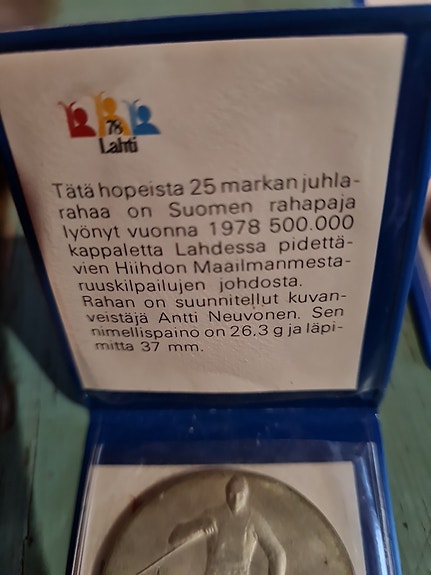 78
Lahti
Tätä hopeista 25 markan juhla-
rahaa on Suomen rahapaja
lyönyt vuonna 1978 500.000
kappaletta Lahdessa pidettä-
vien Hiihdon Maailmanmesta-
ruuskilpailujen johdosta.
Rahan on suunnitellut kuvan-
veistäjä Antti Neuvonen. Sen
nimellispaino on 26,3 g ja läpi-
mitta 37 mm.